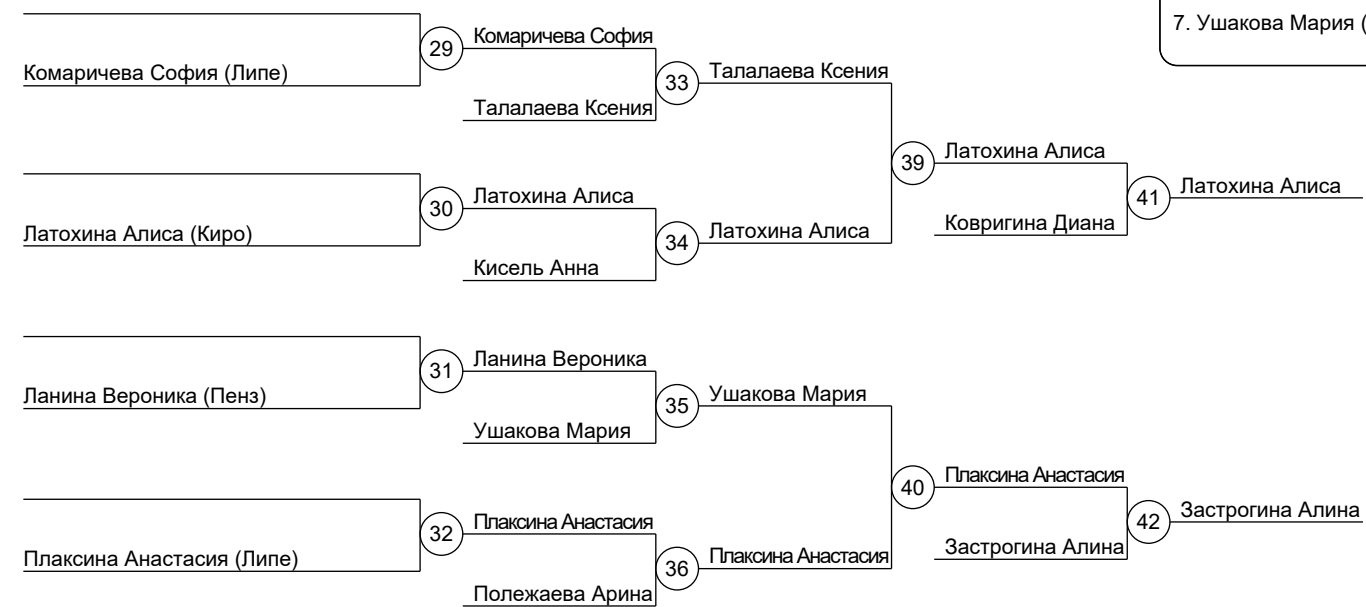 7. Ушакова Мария (
29
Комаричева София
Комаричева София (Липе)
33
Талалаева Ксения
Талалаева Ксения
39
Латохина Алиса
30
Латохина Алиса
41
Латохина Алиса
Латохина Алиса (Киро)
34
Латохина Алиса
Ковригина Диана
Кисель Анна
31
Ланина Вероника
Ланина Вероника (Пенз)
35
Ушакова Мария
Ушакова Мария
40
Плаксина Анастасия
32
Плаксина Анастасия
42
Застрогина Алина
Плаксина Анастасия (Липе)
36
Плаксина Анастасия
Застрогина Алина
Полежаева Арина